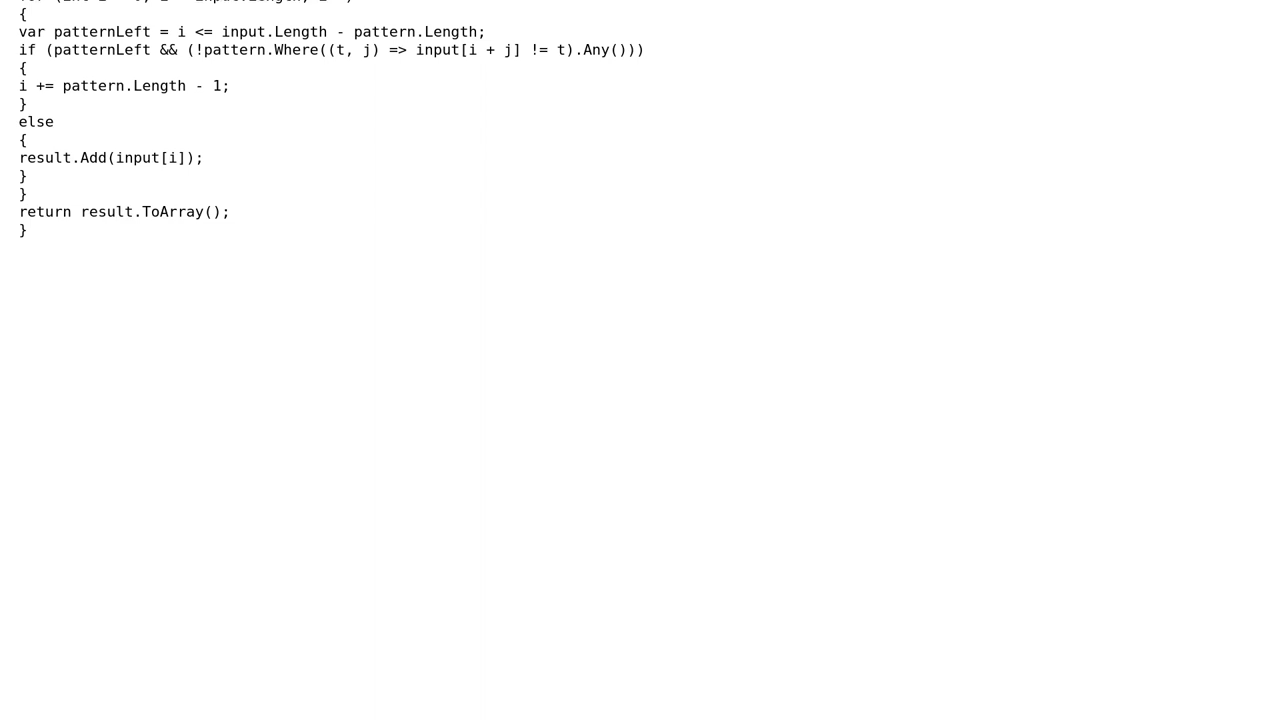 {
var patternLeft = i <= input.Length - pattern.Length;
if (patternLeft && (!pattern.Where((t, j) => input[i + j] != t).Any()))
{
i += pattern.Length - 1;
}
else
{
result.Add(input[i]);
}
}
return result.ToArray();
}